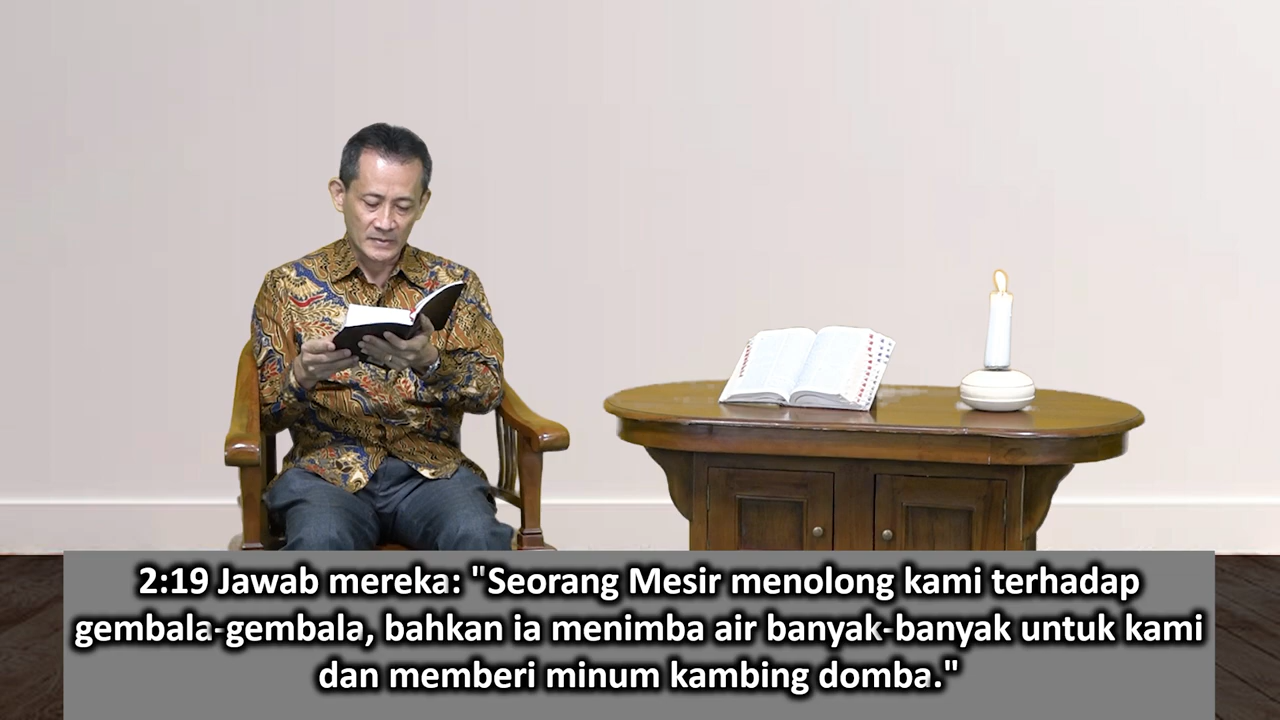 2:19 Jawab mereka: "Seorang Mesir menolong kami terhadap
gembala-gembala, bahkan ia menimba air banyak-banyak untuk kami
dan memberi minum kambing domba."